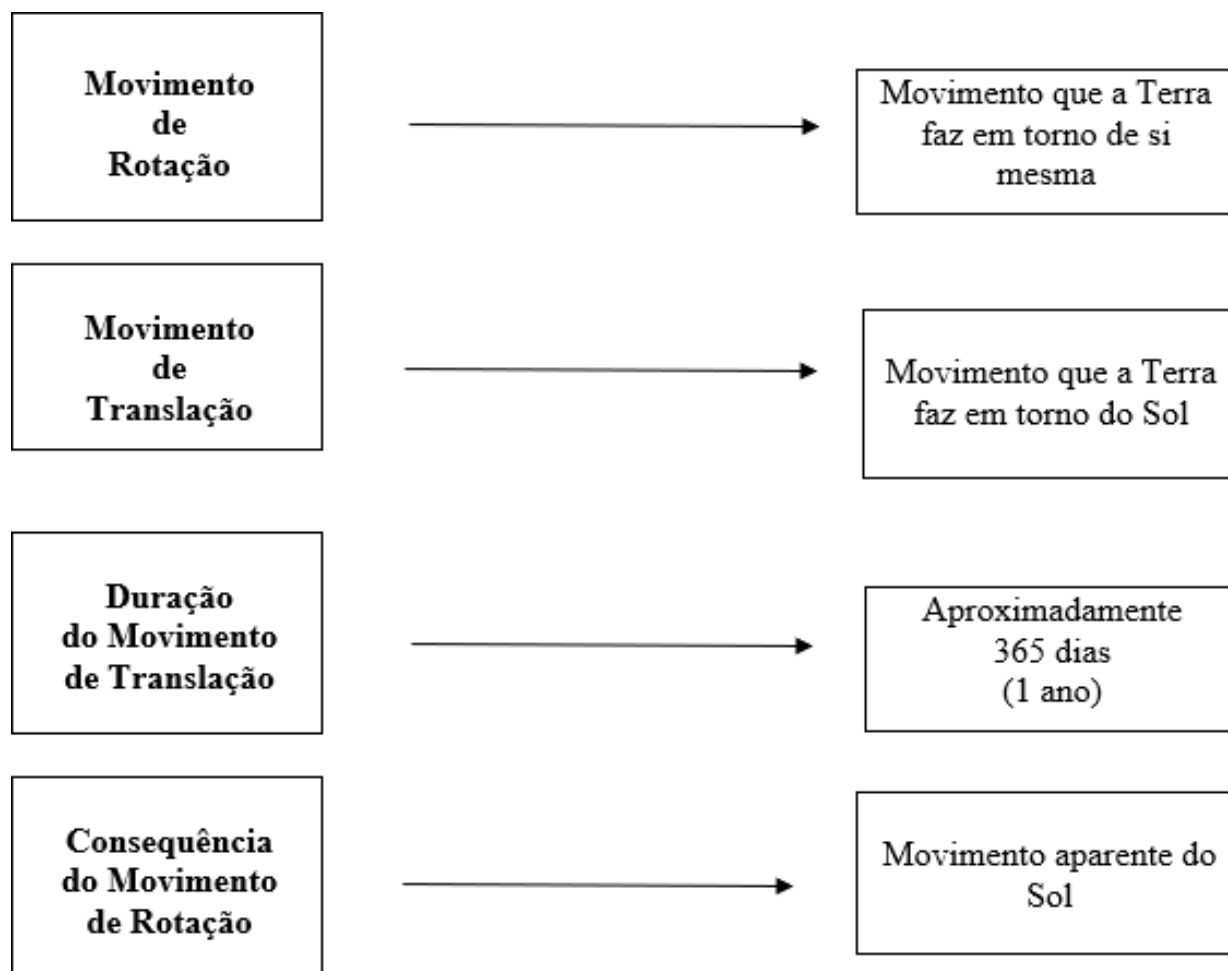 Movimento
de
Rotação
Movimento que a Terra
faz em torno de si
mesma
Movimento
de
Translação
Movimento que a Terra
faz em torno do Sol
Duração
do Movimento
de Translação
Aproximadamente
365 dias
(1 ano)
Consequência
do Movimento
de Rotação
Movimento aparente do
Sol